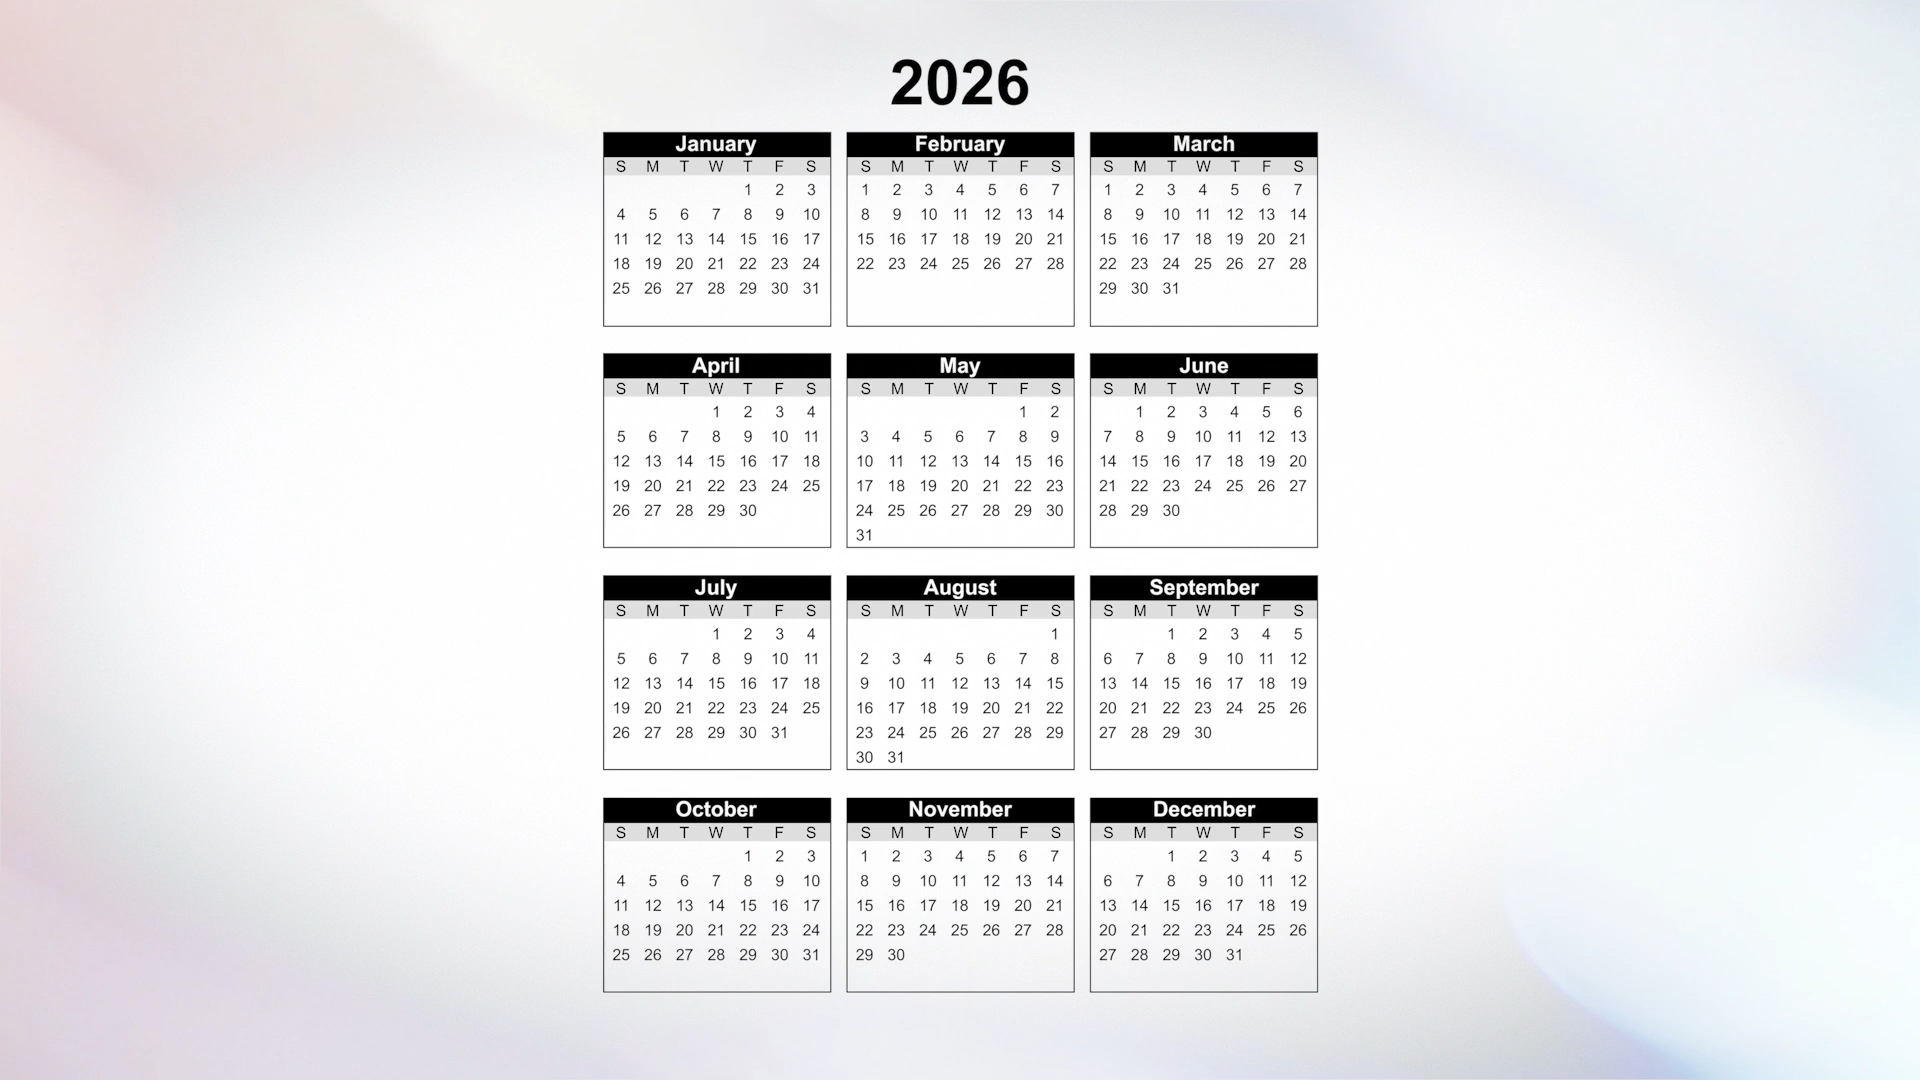 2026
January February March
S M T W T F S S M T W T F S S M T W T F S
1 2 3 1 2 3 4 5 6 7 1 2 3 4 5 6 7
4 5 6 7 8 9 10 8 9 10 11 12 13 14 8 9 10 11 12 13 14
11 12 13 14 15 16 17 15 16 17 18 19 20 21 15 16 17 18 19 20 21
18 19 20 21 22 23 24 22 23 24 25 26 27 28 22 23 24 25 26 27 28
25 26 27 28 29 30 31 29 30 31
April May June
S M T W T F S S M T W T F S S M T W T F S
1 2 3 4 1 2 1 2 3 4 5 6
5 6 7 8 9 10 11 3 4 5 6 7 8 9 7 8 9 10 11 12 13
12 13 14 15 16 17 18 10 11 12 13 14 15 16 14 15 16 17 18 19 20
19 20 21 22 23 24 25 17 18 19 20 21 22 23 21 22 23 24 25 26 27
26 27 28 29 30 24 25 26 27 28 29 30 28 29 30
31
July August September
S M T W T F S S M T W T F S S M T W T F S
1 2 3 4 1 1 2 3 4 5
5 6 7 8 9 10 11 2 3 4 5 6 7 8 6 7 8 9 10 11 12
12 13 14 15 16 17 18 9 10 11 12 13 14 15 13 14 15 16 17 18 19
19 20 21 22 23 24 25 16 17 18 19 20 21 22 20 21 22 23 24 25 26
26 27 28 29 30 31 23 24 25 26 27 28 29 27 28 29 30
30 31
October November December
S M T W T F S S M T W T F S S M T W T F S
1 2 3 1 2 3 4 5 6 7 1 2 3 4 5
4 5 6 7 8 9 10 8 9 10 11 12 13 14 6 7 8 9 10 11 12
11 12 13 14 15 16 17 15 16 17 18 19 20 21 13 14 15 16 17 18 19
18 19 20 21 22 23 24 22 23 24 25 26 27 28 20 21 22 23 24 25 26
25 26 27 28 29 30 31 29 30 27 28 29 30 31